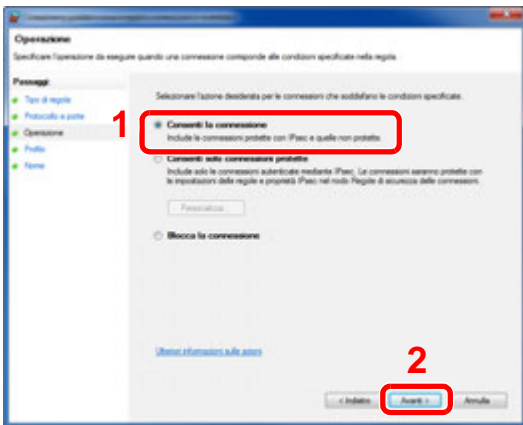 Operazione
Specificare l'operazione da eseguire quando una connessione corrisponde alle condizioni specificate nella regola.
Passaggi:
Tipo di regola
Protocollo e porte
Operazione
Profilo
Nome
Selezionare l'azione desiderata per le connessioni che soddisfano le condizioni specificate.
1
Consenti la connessione
Include le connessioni protette con IPsec e quelle non protette.
Consenti solo connessioni protette
Include solo le connessioni autenticate mediante IPsec. Le connessioni saranno protette con
le impostazioni delle regole e proprietà IPsec nel nodo Regole di sicurezza delle connessioni.
Personalizza...
Blocca la connessione
Ulteriori informazioni sulle azioni
2
< Indietro
Avanti >
Annulla